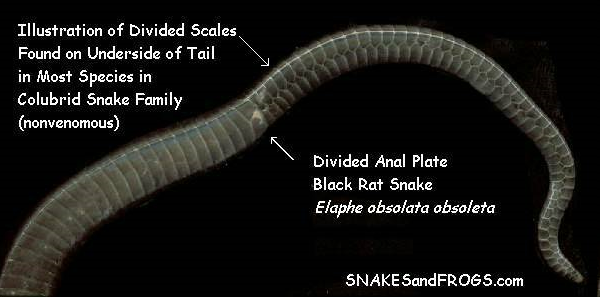 Illustration of Divided Scales
Found on Underside of Tail
in Most Species in
Colubrid Snake Family
(nonvenomous)
Divided Anal Plate
Black Rat Snake
Elaphe obsolata obsoleta
SNAKESandFROGS.com